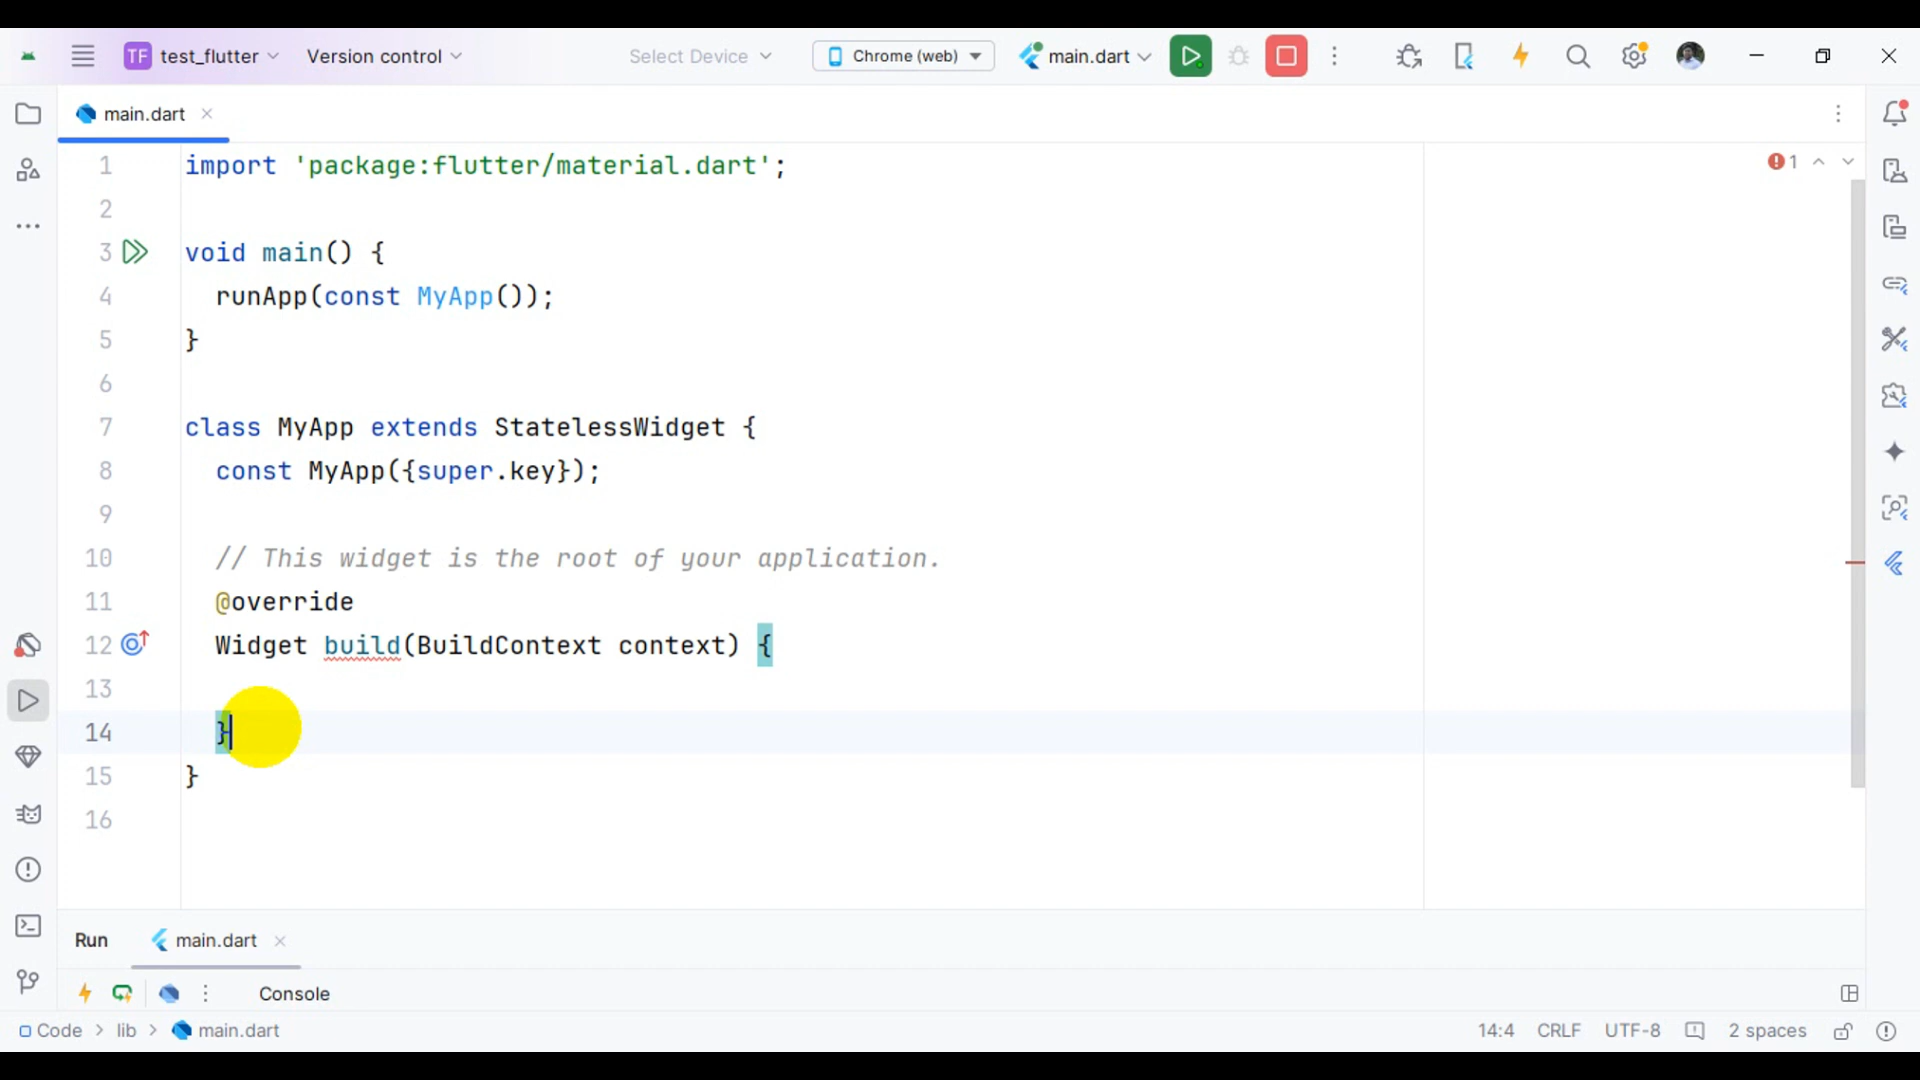 TF test_flutter Version control Select Device Chrome (web) main.dart
main.dart
1
1 import 'package:flutter/material.dart';
2
3 void main() {
4 runApp(const MyApp());
5 }
6
7 class MyApp extends StatelessWidget {
8 const MyApp({super.key});
9
10 // This widget is the root of your application.
11 @override
12 Widget build(BuildContext context) {
13
14 }
15 }
16
Run main.dart
Console
Code > lib > main.dart 14:4 CRLF UTF-8 2 spaces